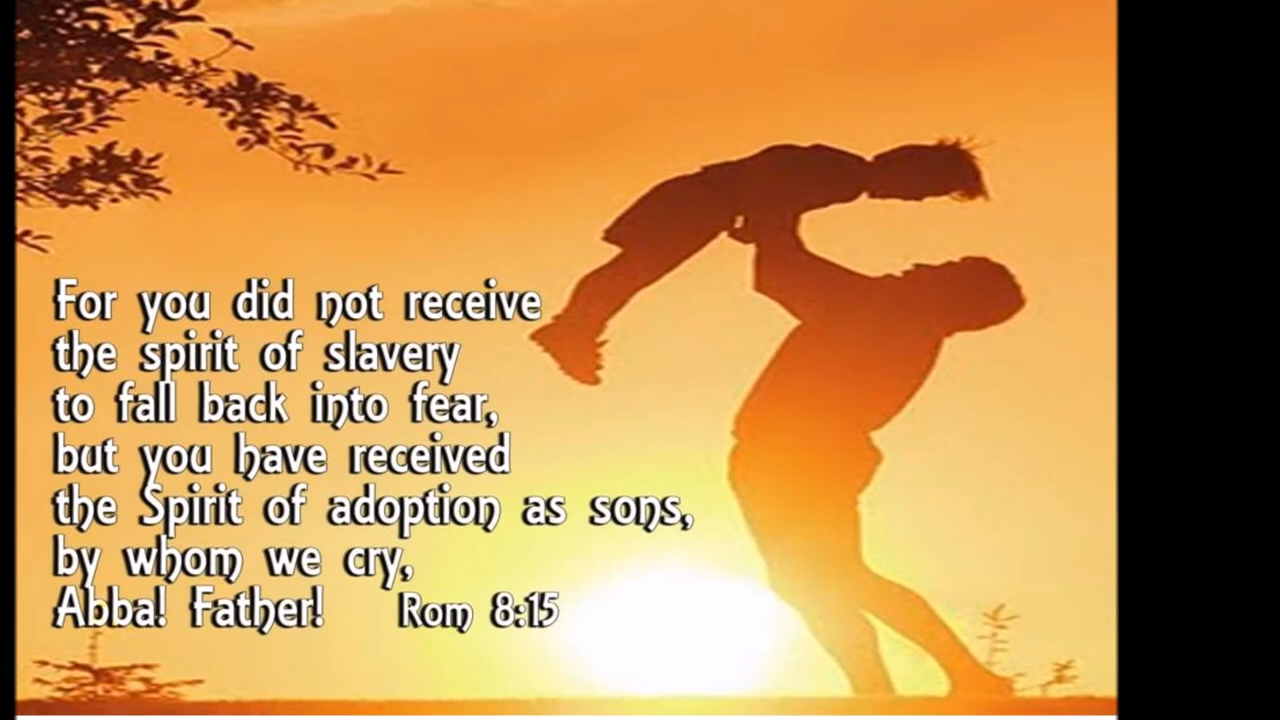 For you did not receive
the spirit of slavery
to fall back into fear,
but you have received
the Spirit of adoption as sons,
by whom we cry,
Abba! Father! Rom 8:15